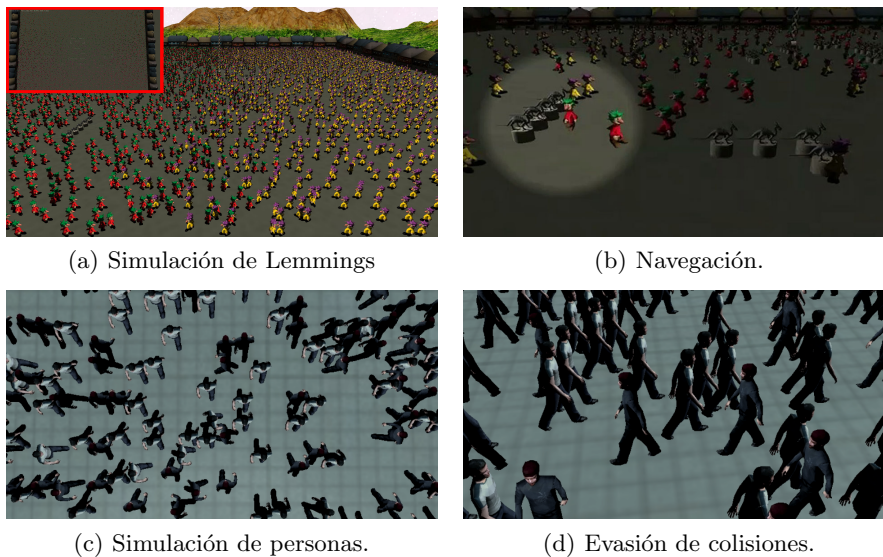 (a) Simulación de Lemmings
(b) Navegación.
(c) Simulación de personas.
(d) Evasión de colisiones.